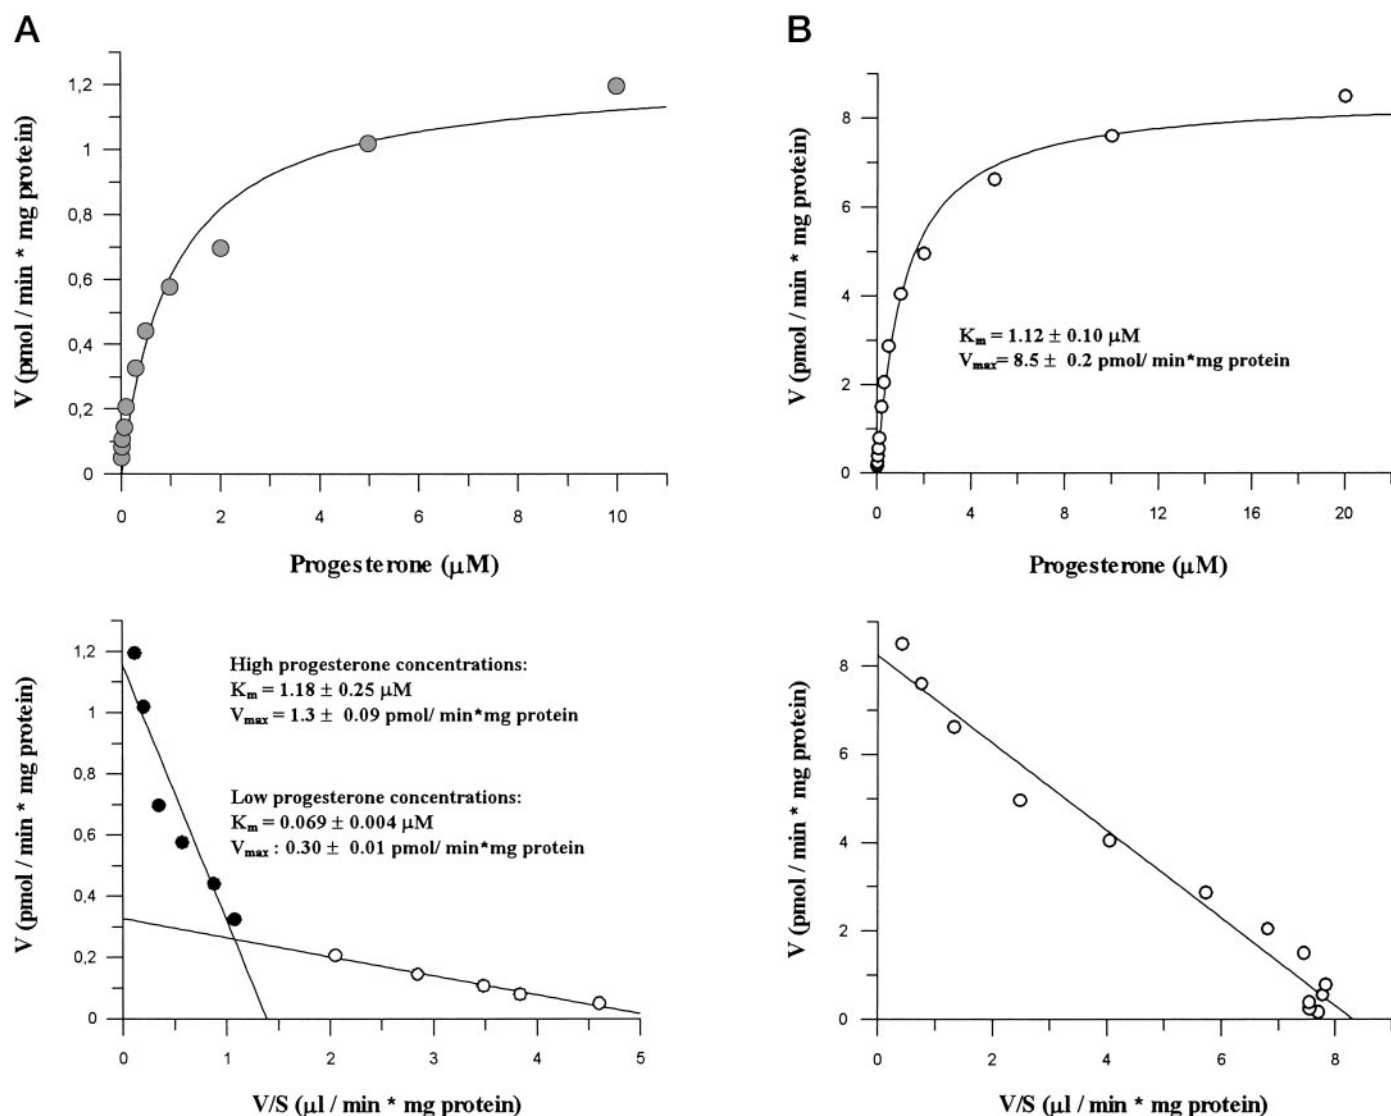 A
V (pmol / min * mg protein)
1,2
1
0,8
0,6
0,4
0,2
0
0 2 4 6 8 10
Progesterone (μM)
B
V (pmol / min * mg protein)
8
6
4
2
0
Km = 1.12 ± 0.10 μM
Vmax= 8.5 ± 0.2 pmol/ min*mg protein
0 4 8 12 16 20
Progesterone (μM)
V (pmol / min * mg protein)
1,2
1
0,8
0,6
0,4
0,2
0
High progesterone concentrations:
Km = 1.18 ± 0.25 μM
Vmax = 1.3 ± 0.09 pmol/ min*mg protein
Low progesterone concentrations:
Km = 0.069 ± 0.004 μM
Vmax : 0.30 ± 0.01 pmol/ min*mg protein
0 1 2 3 4 5
V/S (μl / min * mg protein)
V (pmol / min * mg protein)
8
6
4
2
0
0 2 4 6 8
V/S (μl / min * mg protein)